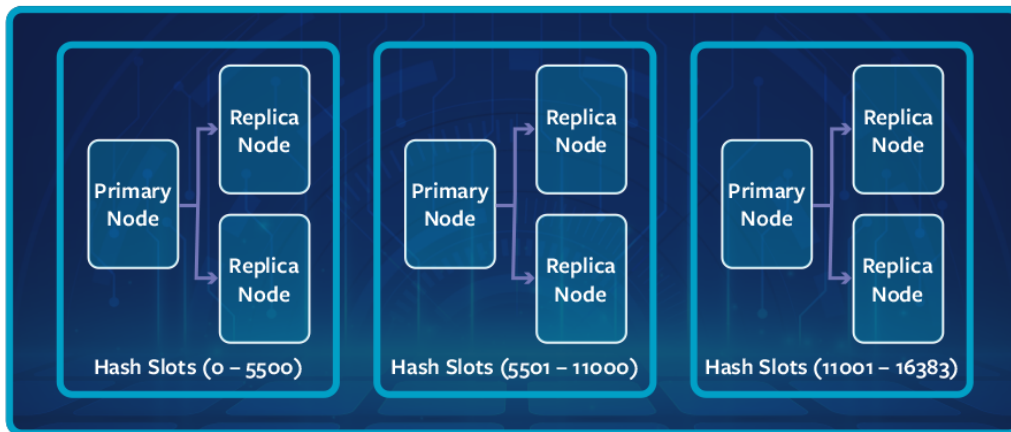 Replica
Node
Primary
Node
Replica
Node
Hash Slots (0 – 5500)
Replica
Node
Primary
Node
Replica
Node
Hash Slots (5501 – 11000)
Replica
Node
Primary
Node
Replica
Node
Hash Slots (11001 – 16383)